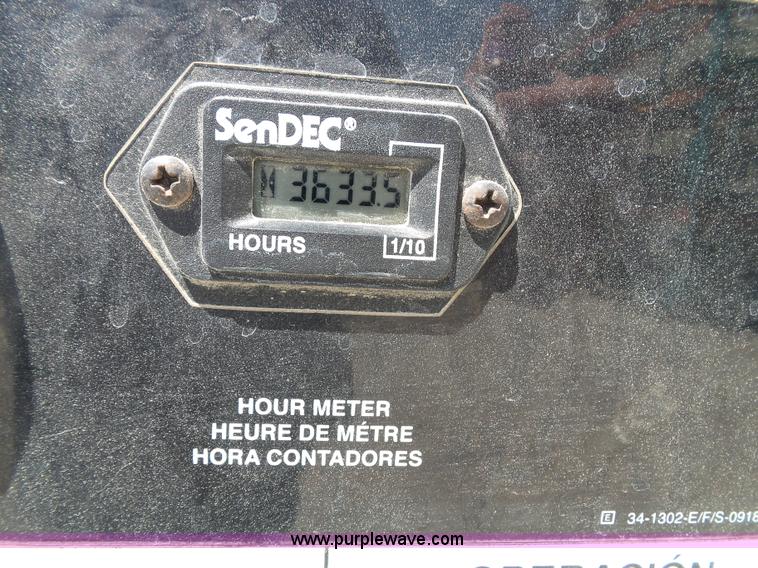 SenDEC®
3633.5
HOURS 1/10
HOUR METER
HEURE DE MÉTRE
HORA CONTADORES
E 34-1302-E/F/S-0918
www.purplewave.com
OPERACIÓN